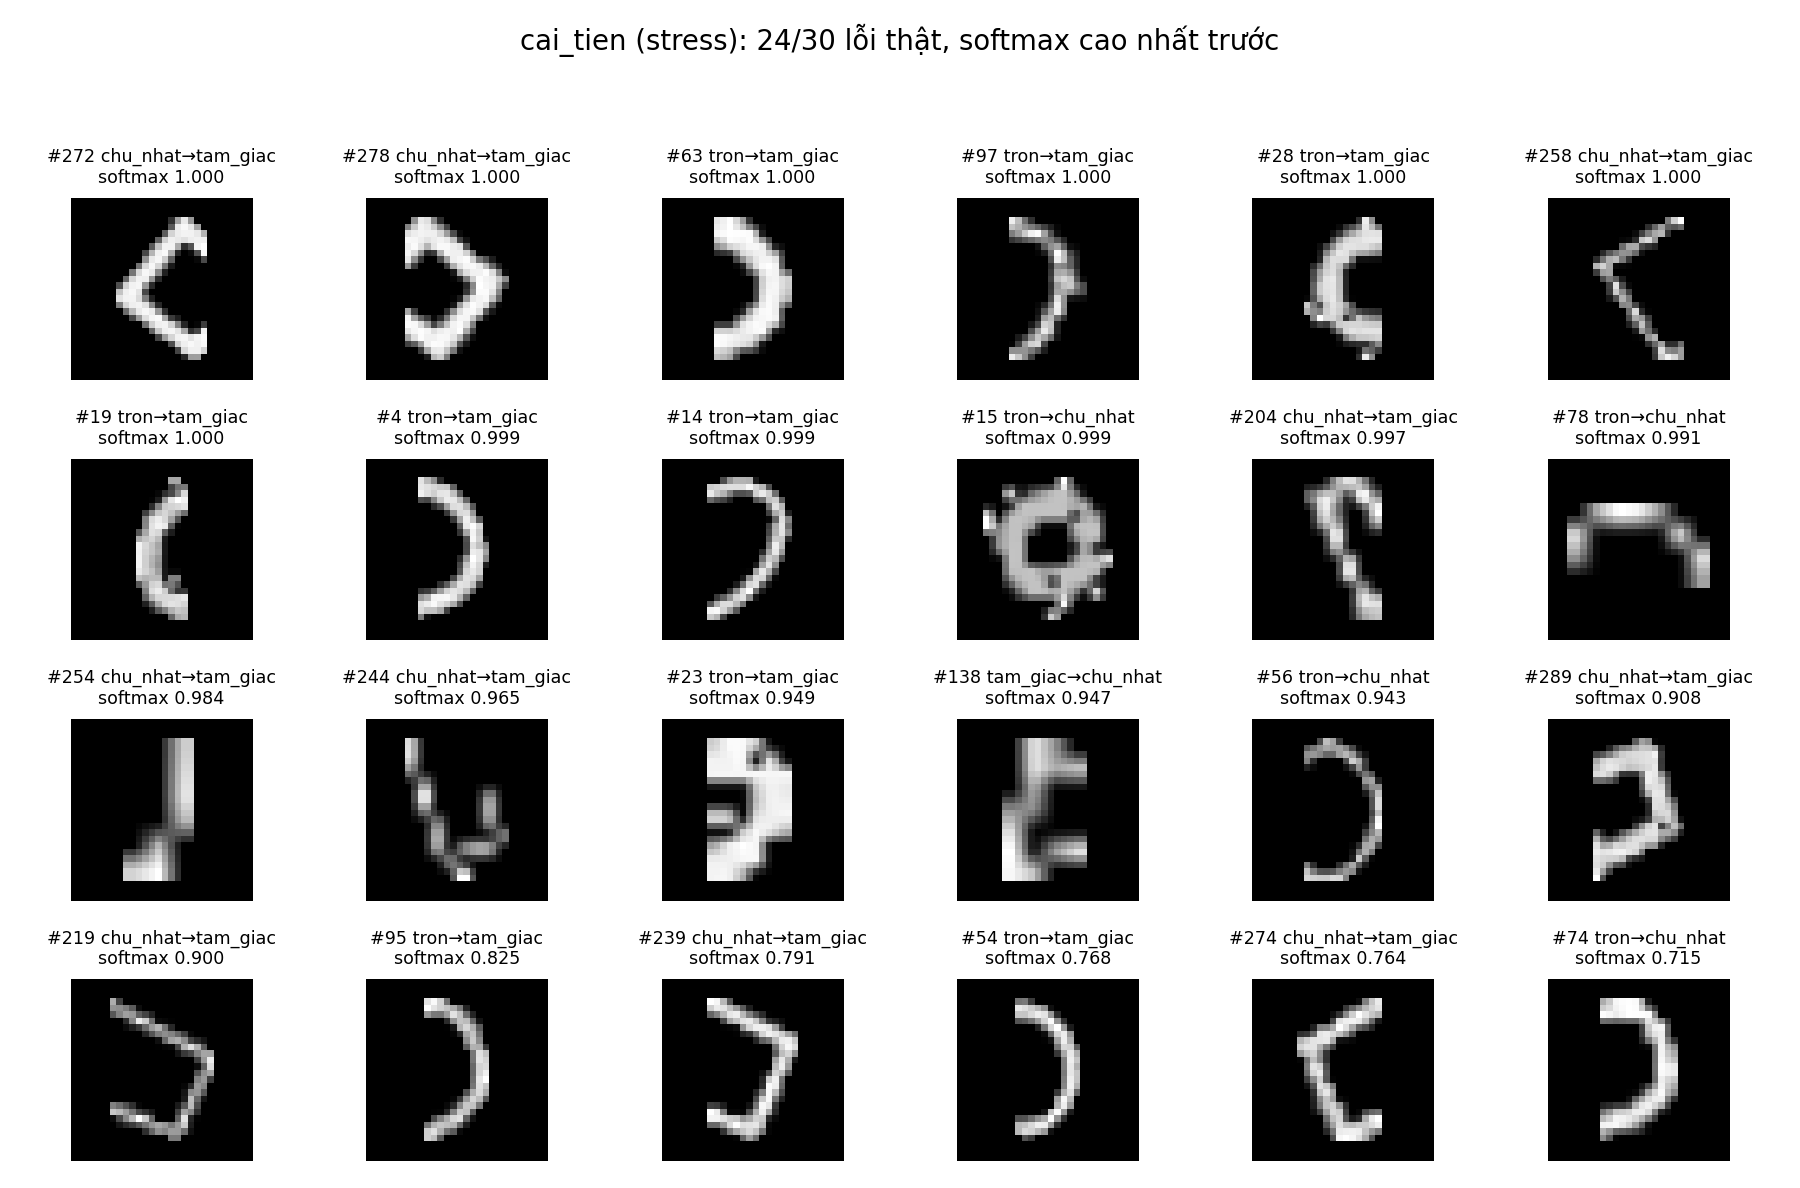 cai_tien (stress): 24/30 lỗi thật, softmax cao nhất trước
#272 chu_nhat→tam_giac
softmax 1.000
#278 chu_nhat→tam_giac
softmax 1.000
#63 tron→tam_giac
softmax 1.000
#97 tron→tam_giac
softmax 1.000
#28 tron→tam_giac
softmax 1.000
#258 chu_nhat→tam_giac
softmax 1.000
#19 tron→tam_giac
softmax 1.000
#4 tron→tam_giac
softmax 0.999
#14 tron→tam_giac
softmax 0.999
#15 tron→chu_nhat
softmax 0.999
#204 chu_nhat→tam_giac
softmax 0.997
#78 tron→chu_nhat
softmax 0.991
#254 chu_nhat→tam_giac
softmax 0.984
#244 chu_nhat→tam_giac
softmax 0.965
#23 tron→tam_giac
softmax 0.949
#138 tam_giac→chu_nhat
softmax 0.947
#56 tron→chu_nhat
softmax 0.943
#289 chu_nhat→tam_giac
softmax 0.908
#219 chu_nhat→tam_giac
softmax 0.900
#95 tron→tam_giac
softmax 0.825
#239 chu_nhat→tam_giac
softmax 0.791
#54 tron→tam_giac
softmax 0.768
#274 chu_nhat→tam_giac
softmax 0.764
#74 tron→chu_nhat
softmax 0.715